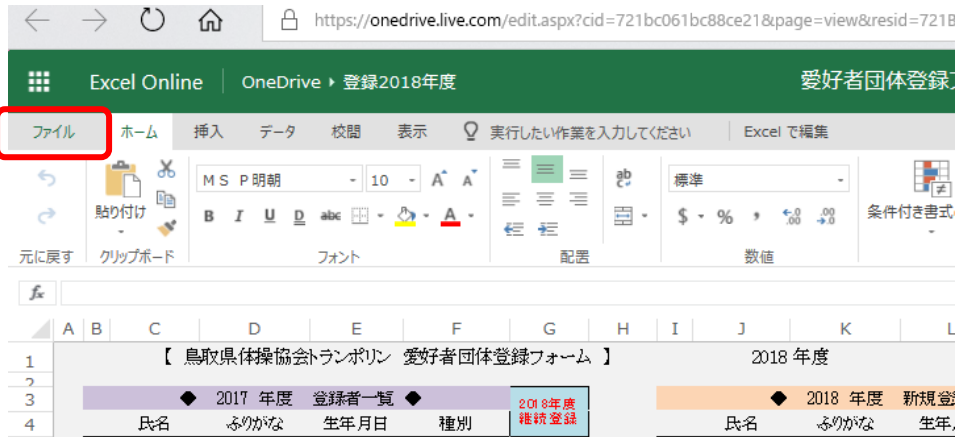 https://onedrive.live.com/edit.aspx?cid=721bc061bc88ce21&page=view&resid=721B
Excel Online OneDrive 登録2018年度 愛好者団体登録フ
ファイル ホーム 挿入 データ 校閲 表示 実行したい作業を入力してください Excel で編集
ＭＳ Ｐ明朝 10 A A ab 標準
貼り付け B I U D abc A $ % , .00 条件付き書式
元に戻す クリップボード フォント 配置 数値
fx
A B C D E F G H I J K L
1 【 鳥取県体操協会トランポリン 愛好者団体登録フォーム 】 2018 年度
2
3 ◆ 2017 年度 登録者一覧 ◆ 2018年度 ◆ 2018 年度 新規登
継続登録
4 氏名 ふりがな 生年月日 種別 氏名 ふりがな 生年